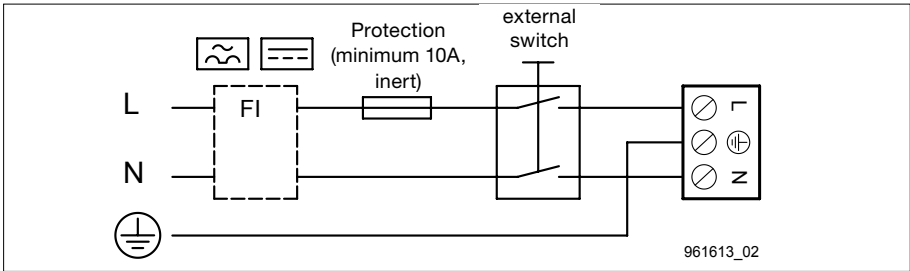 Protection
(minimum 10A,
inert)
external
switch
L
FI
L
N
N
961613_02